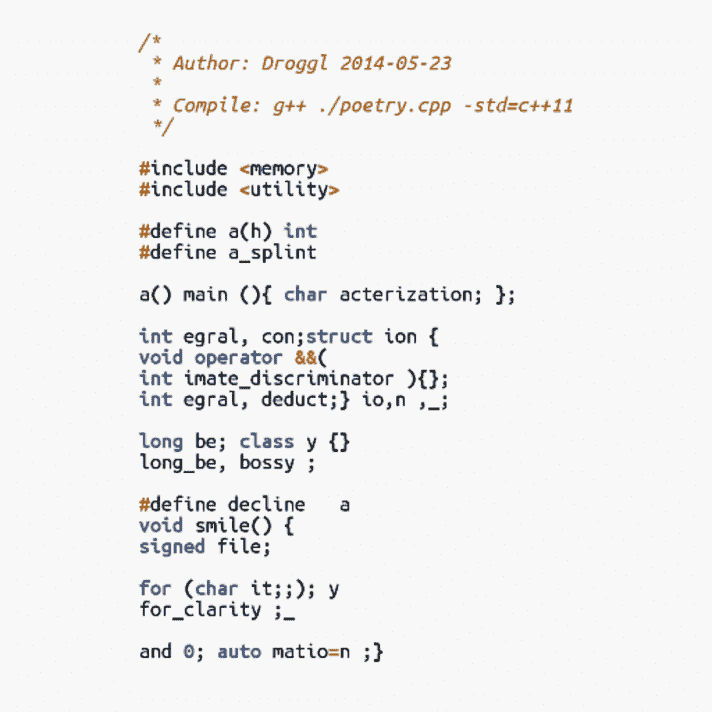 /*
 * Author: Droggl 2014-05-23
 *
 * Compile: g++ ./poetry.cpp -std=c++11
 */
#include <memory>
#include <utility>
#define a(h) int
#define a_splint
a() main (){ char acterization; };
int egral, con;struct ion {
void operator &&(
int imate_discriminator ){};
int egral, deduct;} io,n ,_;
long be; class y {}
long_be, bossy ;
#define decline   a
void smile() {
signed file;
for (char it;;); y
for_clarity ;_
and 0; auto matio=n ;}